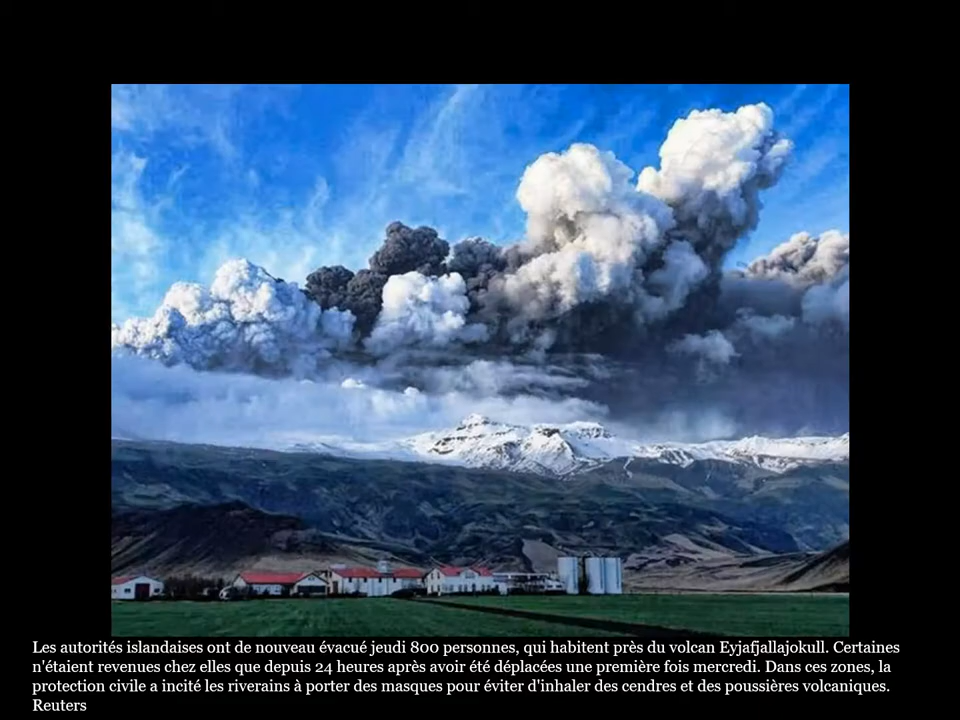 Les autorités islandaises ont de nouveau évacué jeudi 800 personnes, qui habitent près du volcan Eyjafjallajokull. Certaines
n'étaient revenues chez elles que depuis 24 heures après avoir été déplacées une première fois mercredi. Dans ces zones, la
protection civile a incité les riverains à porter des masques pour éviter d'inhaler des cendres et des poussières volcaniques.
Reuters